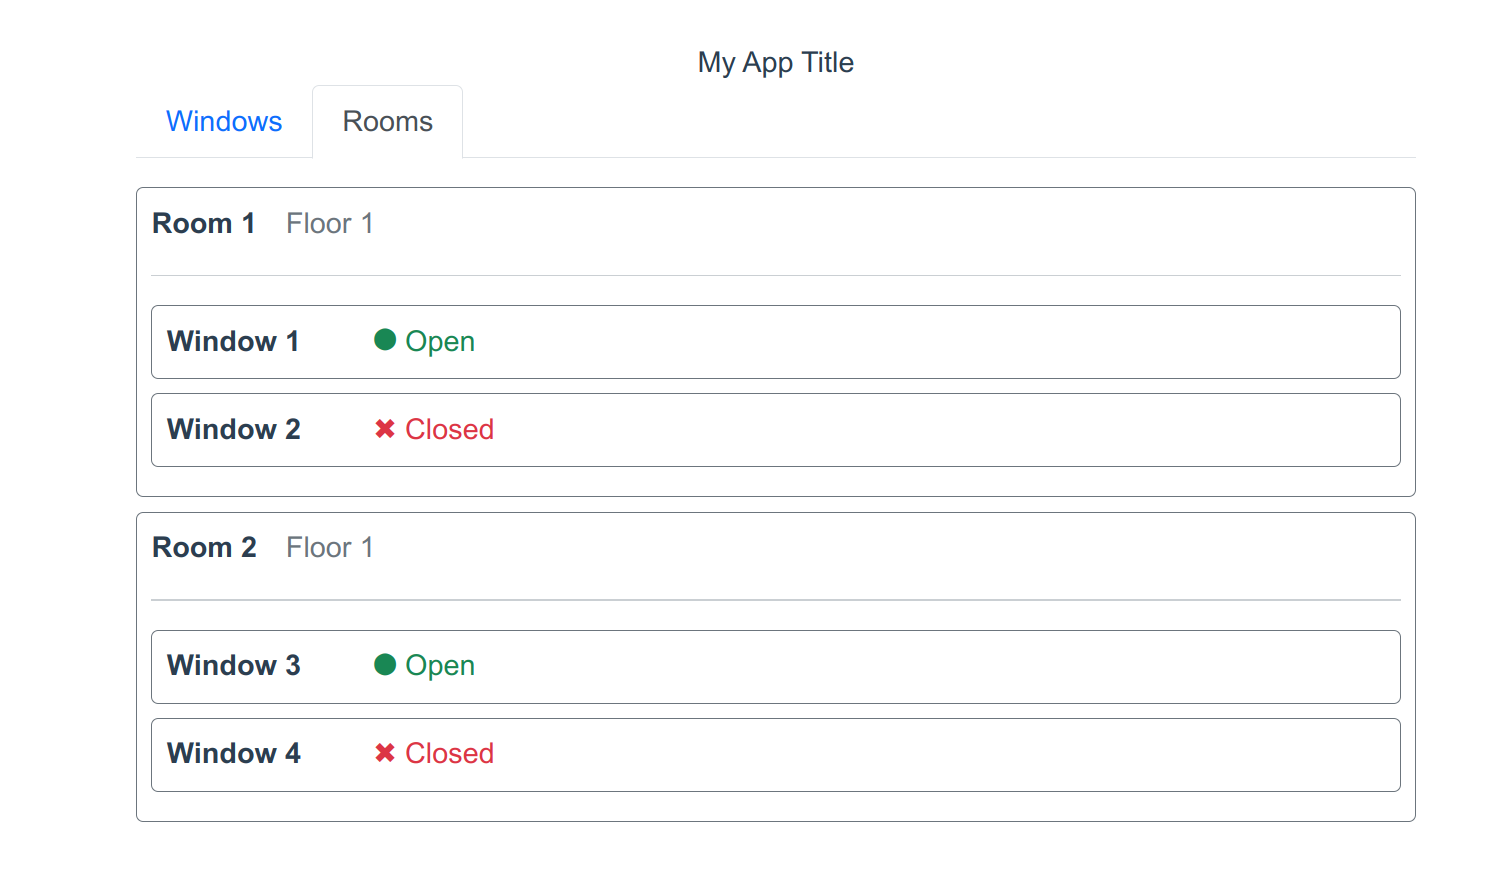 My App Title
Windows Rooms
Room 1 Floor 1
Window 1 ● Open
Window 2 ✖ Closed
Room 2 Floor 1
Window 3 ● Open
Window 4 ✖ Closed